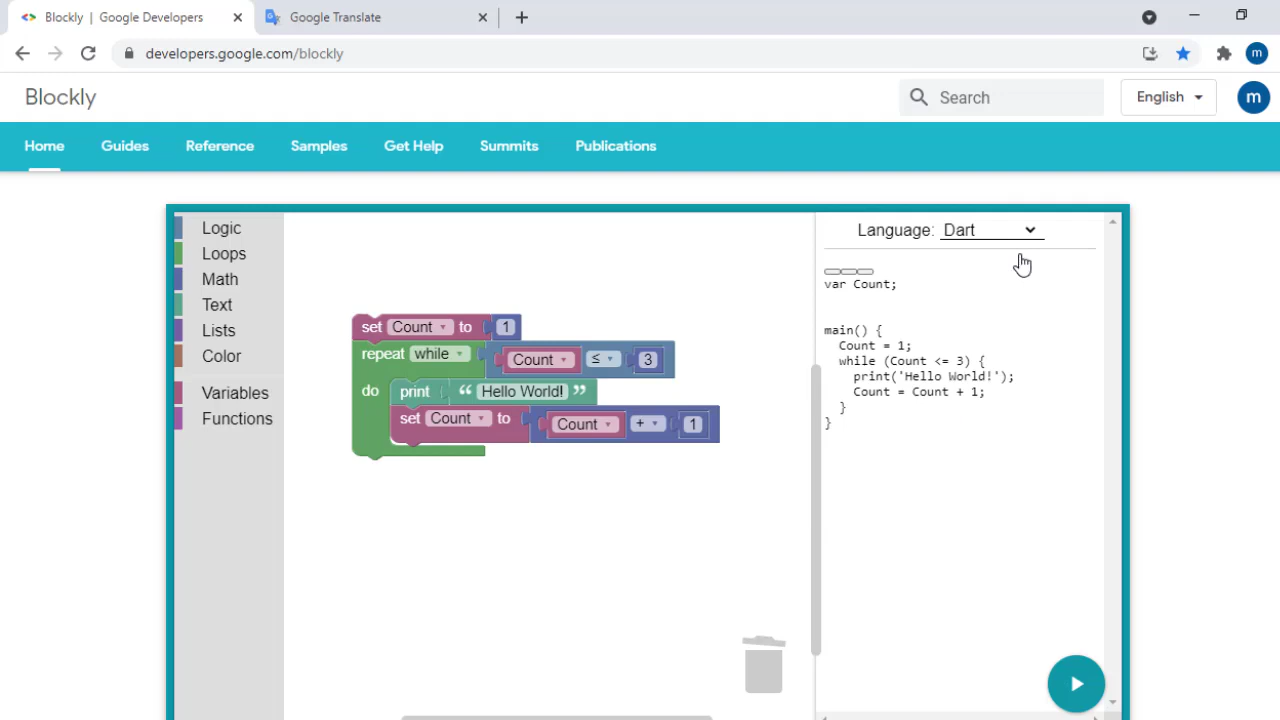 Blockly | Google Developers
Google Translate
developers.google.com/blockly
m
Blockly
Search
English
m
Home
Guides
Reference
Samples
Get Help
Summits
Publications
Logic
Loops
Math
Text
Lists
Color
Variables
Functions
set Count to 1
repeat while Count ≤ 3
do print “ Hello World! ”
set Count to Count + 1
Language: Dart
var Count;
main() {
Count = 1;
while (Count <= 3) {
print('Hello World!');
Count = Count + 1;
}
}